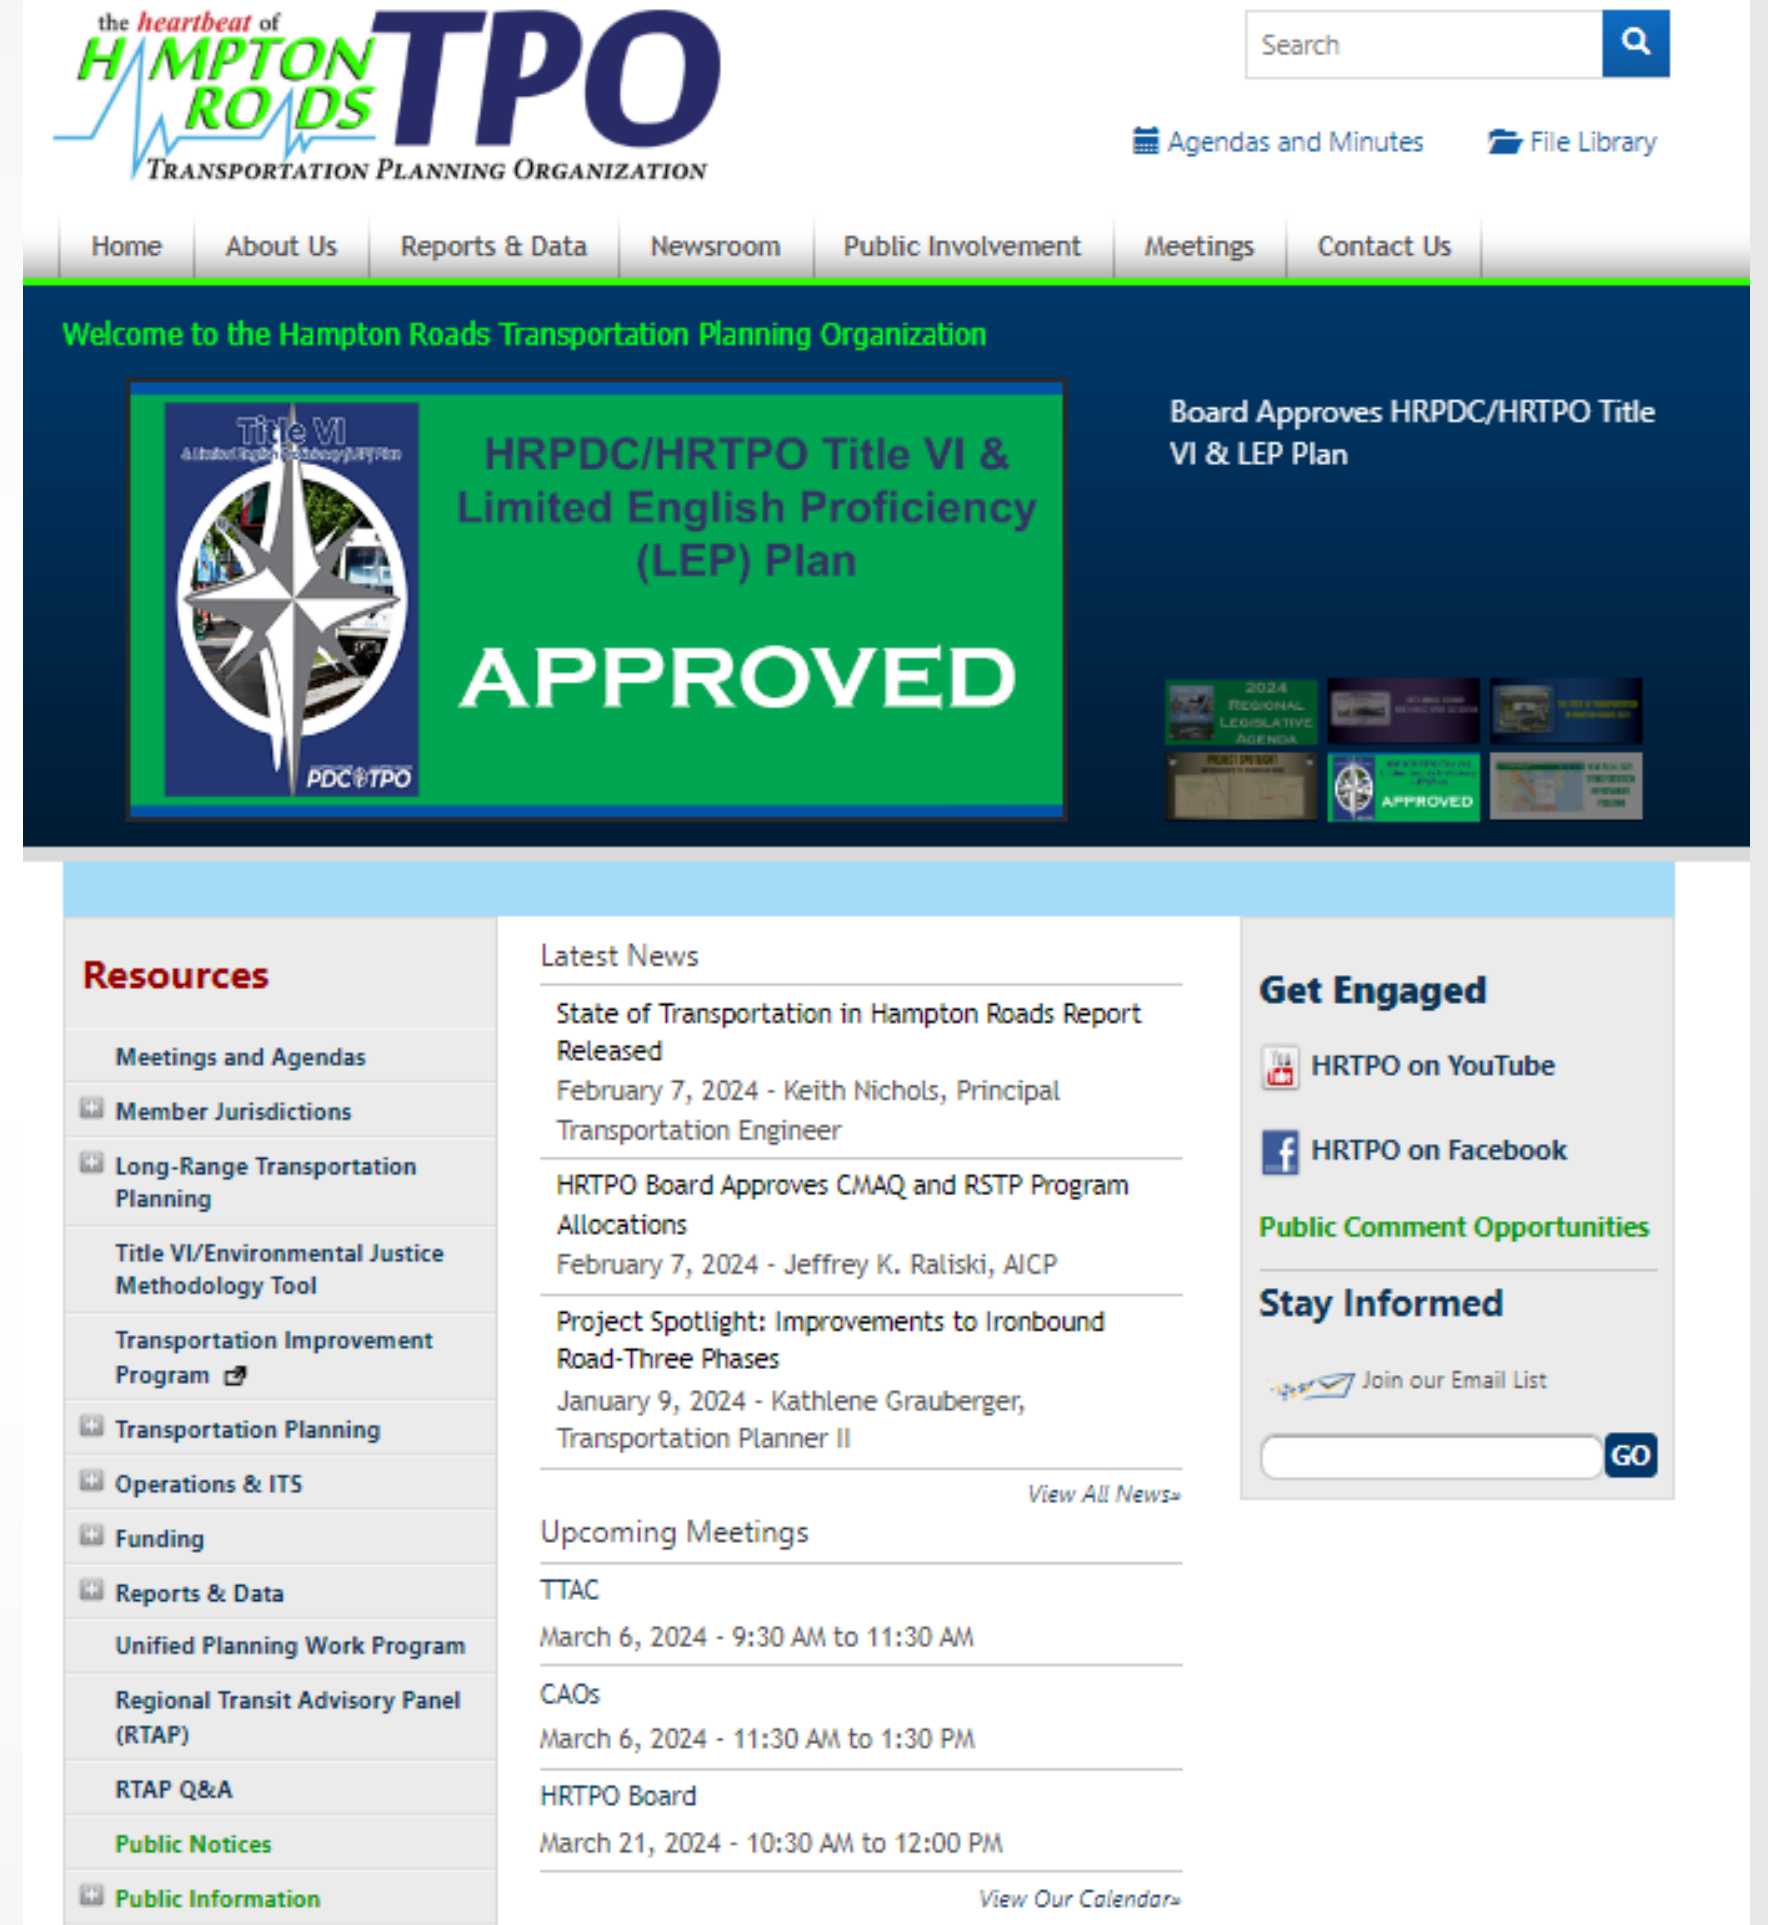 the heartbeat of
HAMPTON
ROADS
TPO
TRANSPORTATION PLANNING ORGANIZATION
Search
Agendas and Minutes
File Library
Home
About Us
Reports & Data
Newsroom
Public Involvement
Meetings
Contact Us
Welcome to the Hampton Roads Transportation Planning Organization
Title VI
& Limited English Proficiency (LEP) Plan
PDC TPO
HRPDC/HRTPO Title VI &
Limited English Proficiency
(LEP) Plan
APPROVED
Board Approves HRPDC/HRTPO Title
VI & LEP Plan
2024
REGIONAL
LEGISLATIVE
AGENDA
PROJECT SPOTLIGHT
APPROVED
Resources
Meetings and Agendas
Member Jurisdictions
Long-Range Transportation
Planning
Title VI/Environmental Justice
Methodology Tool
Transportation Improvement
Program
Transportation Planning
Operations & ITS
Funding
Reports & Data
Unified Planning Work Program
Regional Transit Advisory Panel
(RTAP)
RTAP Q&A
Public Notices
Public Information
Latest News
State of Transportation in Hampton Roads Report
Released
February 7, 2024 - Keith Nichols, Principal
Transportation Engineer
HRTPO Board Approves CMAQ and RSTP Program
Allocations
February 7, 2024 - Jeffrey K. Raliski, AICP
Project Spotlight: Improvements to Ironbound
Road-Three Phases
January 9, 2024 - Kathlene Grauberger,
Transportation Planner II
View All News»
Upcoming Meetings
TTAC
March 6, 2024 - 9:30 AM to 11:30 AM
CAOs
March 6, 2024 - 11:30 AM to 1:30 PM
HRTPO Board
March 21, 2024 - 10:30 AM to 12:00 PM
View Our Calendar»
Get Engaged
You Tube
HRTPO on YouTube
f
HRTPO on Facebook
Public Comment Opportunities
Stay Informed
Join our Email List
GO